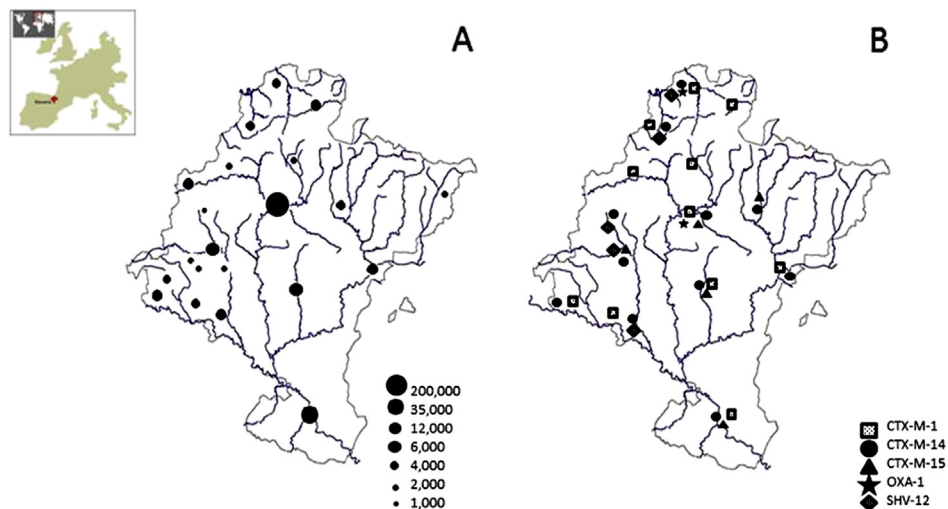 A
B
200,000
35,000
12,000
6,000
4,000
2,000
1,000
CTX-M-1
CTX-M-14
CTX-M-15
OXA-1
SHV-12